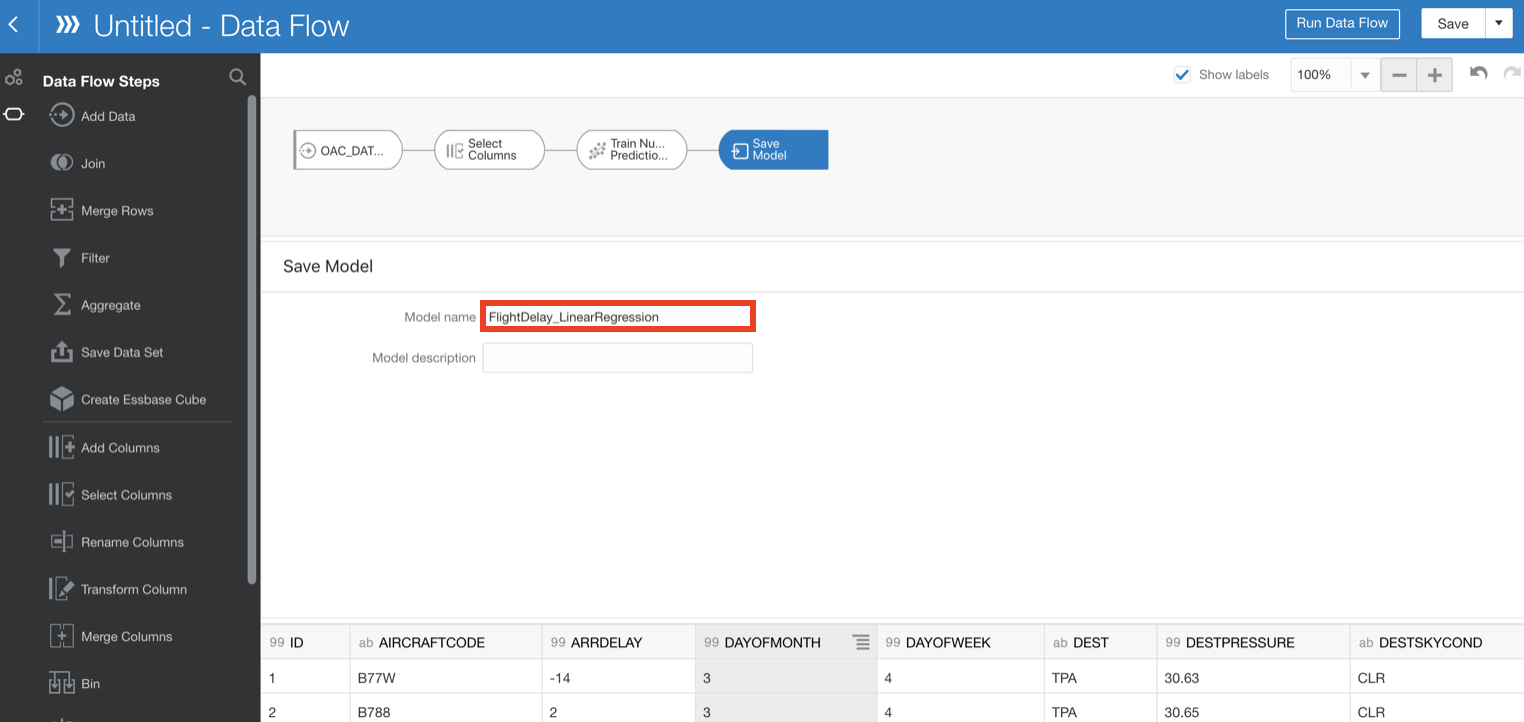 Untitled - Data Flow
Run Data Flow
Save
Data Flow Steps
Add Data
Join
Merge Rows
Filter
Aggregate
Save Data Set
Create Essbase Cube
Add Columns
Select Columns
Rename Columns
Transform Column
Merge Columns
Bin
Show labels
100%
OAC_DAT...
Select
Columns
Train Nu...
Predictio...
Save
Model
Save Model
Model name FlightDelay_LinearRegression
Model description
99 ID ab AIRCRAFTCODE 99 ARRDELAY 99 DAYOFMONTH 99 DAYOFWEEK ab DEST 99 DESTPRESSURE ab DESTSKYCOND
1 B77W -14 3 4 TPA 30.63 CLR
2 B788 2 3 4 TPA 30.65 CLR